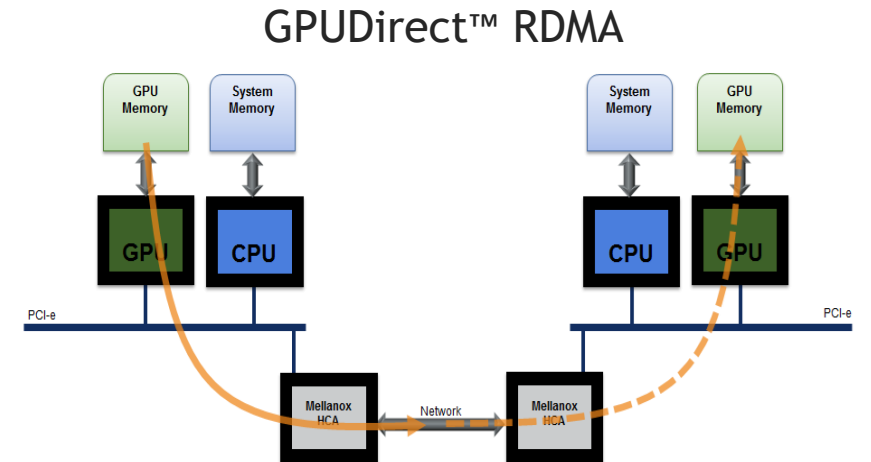 GPUDirect™ RDMA
GPU
Memory
System
Memory
System
Memory
GPU
Memory
GPU
CPU
CPU
GPU
PCI-e
PCI-e
Mellanox
HCA
Network
Mellanox
HCA